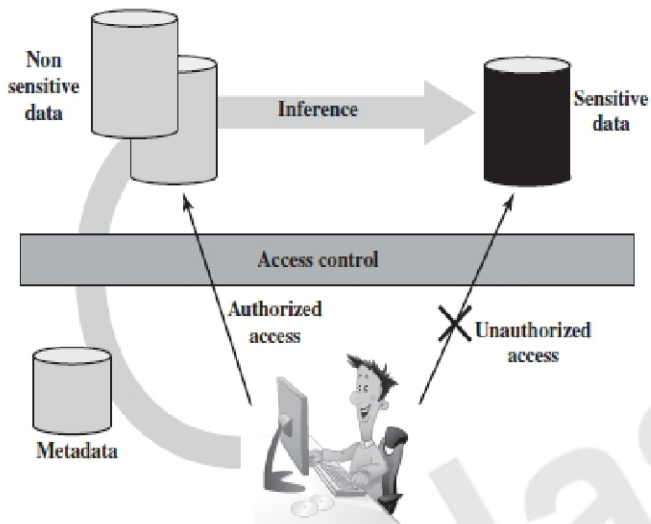 Non
sensitive
data
Inference
Sensitive
data
Access control
Authorized
access
Unauthorized
access
Metadata